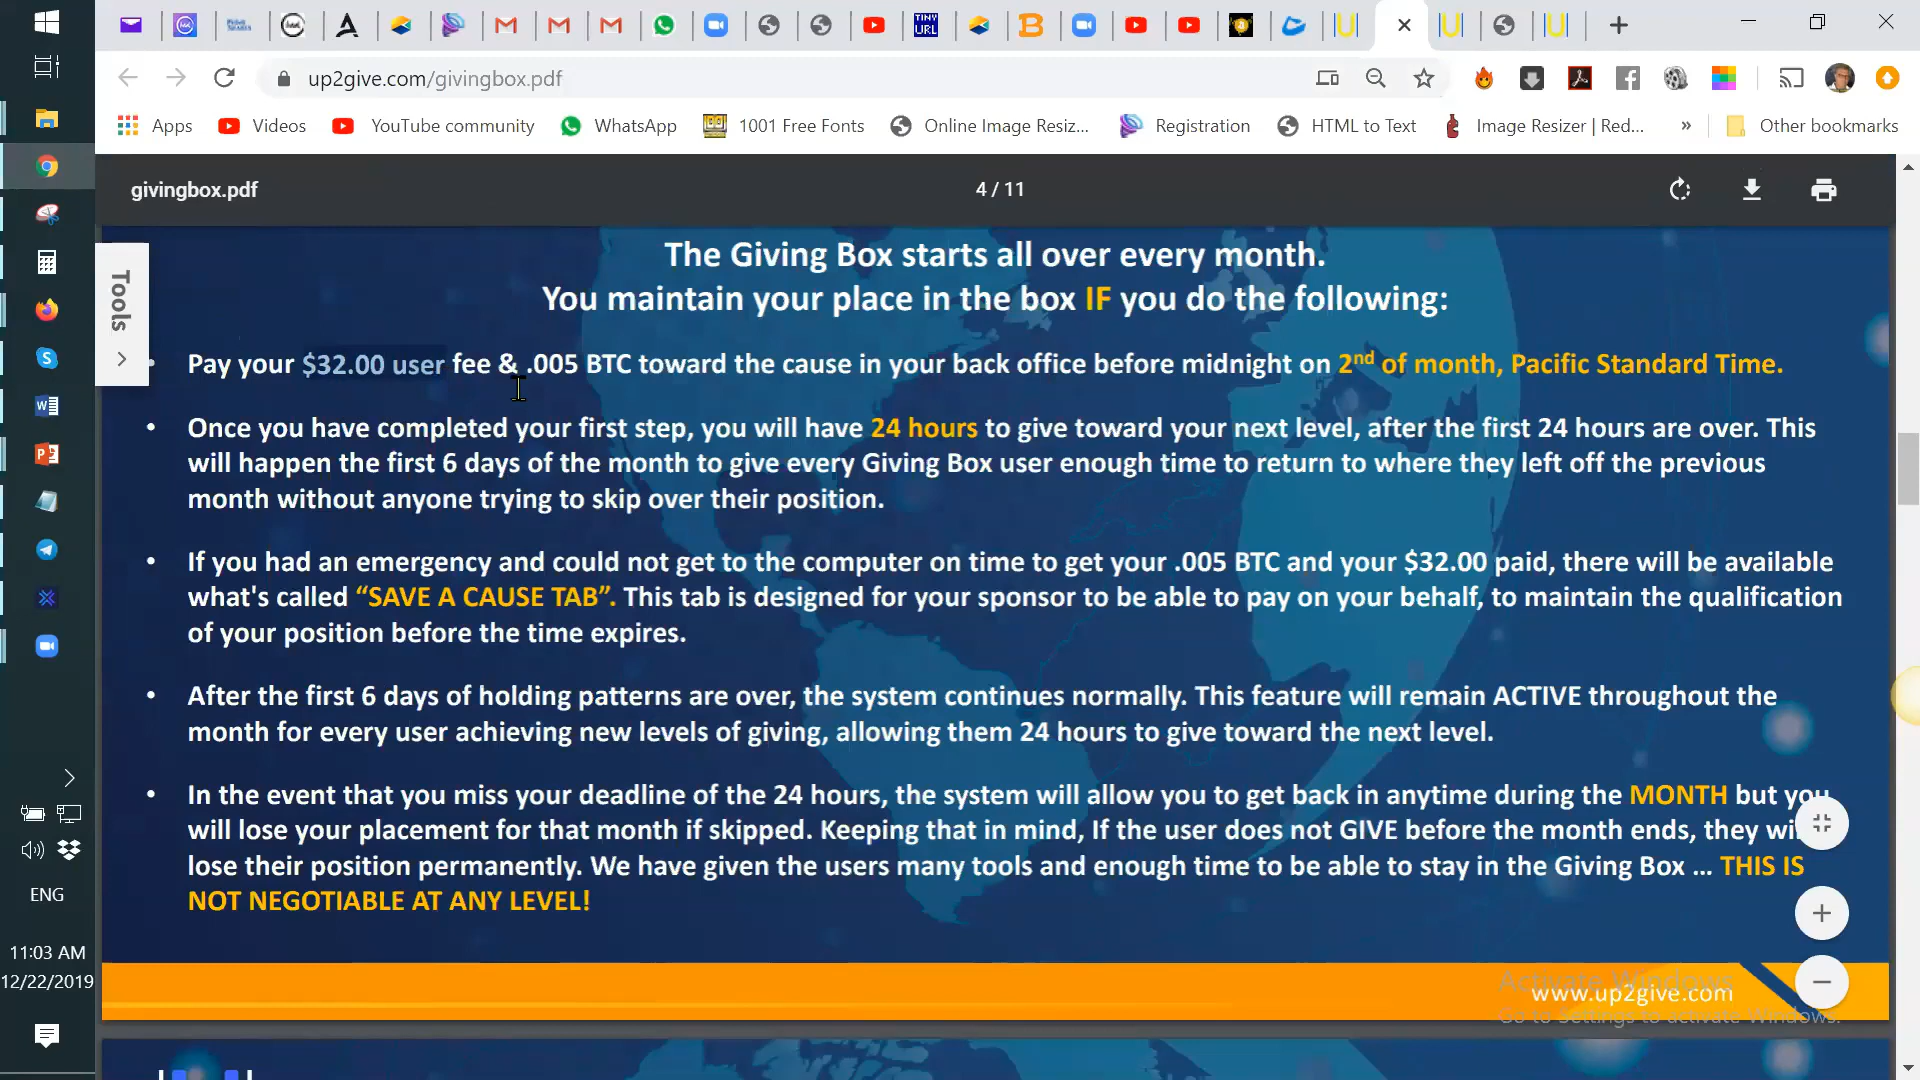 TINY
URL
up2give.com/givingbox.pdf
Apps
Videos
YouTube community
WhatsApp
1001 Free Fonts
Online Image Resiz...
Registration
HTML to Text
Image Resizer | Red...
»
Other bookmarks
givingbox.pdf
4 / 11
Tools
The Giving Box starts all over every month.
You maintain your place in the box IF you do the following:
• Pay your $32.00 user fee & .005 BTC toward the cause in your back office before midnight on 2nd of month, Pacific Standard Time.
• Once you have completed your first step, you will have 24 hours to give toward your next level, after the first 24 hours are over. This
will happen the first 6 days of the month to give every Giving Box user enough time to return to where they left off the previous
month without anyone trying to skip over their position.
• If you had an emergency and could not get to the computer on time to get your .005 BTC and your $32.00 paid, there will be available
what's called “SAVE A CAUSE TAB”. This tab is designed for your sponsor to be able to pay on your behalf, to maintain the qualification
of your position before the time expires.
• After the first 6 days of holding patterns are over, the system continues normally. This feature will remain ACTIVE throughout the
month for every user achieving new levels of giving, allowing them 24 hours to give toward the next level.
• In the event that you miss your deadline of the 24 hours, the system will allow you to get back in anytime during the MONTH but you
will lose your placement for that month if skipped. Keeping that in mind, If the user does not GIVE before the month ends, they will
lose their position permanently. We have given the users many tools and enough time to be able to stay in the Giving Box ... THIS IS
NOT NEGOTIABLE AT ANY LEVEL!
Activate Windows
www.up2give.com
Go to Settings to activate Windows.
ENG
11:03 AM
12/22/2019